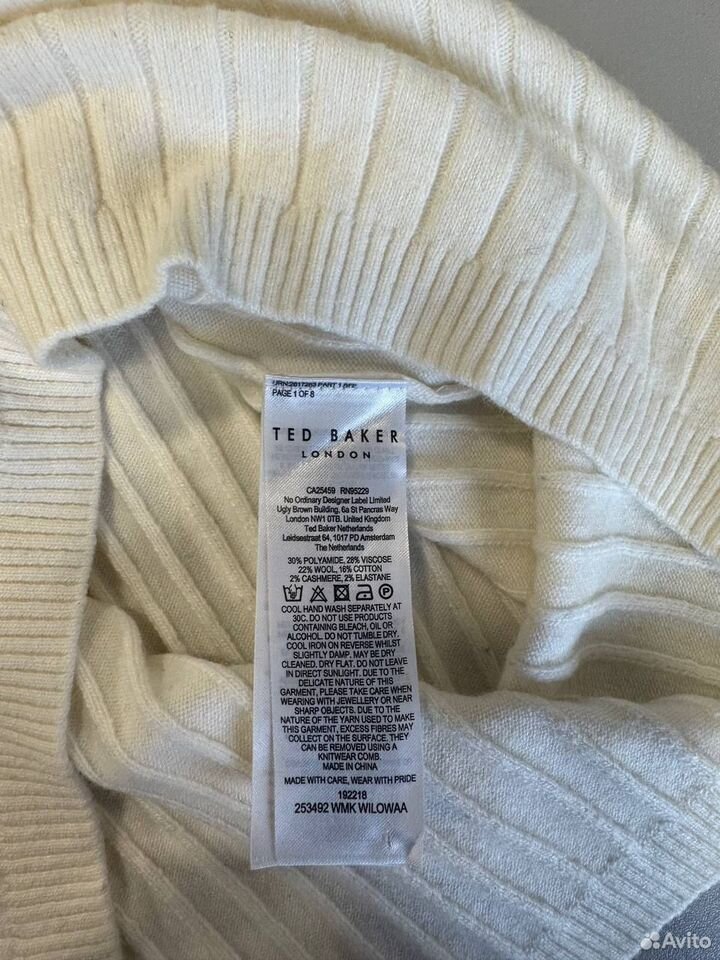 PAGE 1 OF 8
TED BAKER
LONDON
CA25459 RN95229
No Ordinary Designer Label Limited
Ugly Brown Building, 6a St Pancras Way
London NW1 0TB. United Kingdom
Ted Baker Netherlands
Leidsestraat 64, 1017 PD Amsterdam
The Netherlands
30% POLYAMIDE, 28% VISCOSE
22% WOOL, 16% COTTON
2% CASHMERE, 2% ELASTANE
COOL HAND WASH SEPARATELY AT
30C. DO NOT USE PRODUCTS
CONTAINING BLEACH, OIL OR
ALCOHOL. DO NOT TUMBLE DRY.
COOL IRON ON REVERSE WHILST
SLIGHTLY DAMP. MAY BE DRY
CLEANED. DRY FLAT. DO NOT LEAVE
IN DIRECT SUNLIGHT. DUE TO THE
DELICATE NATURE OF THIS
GARMENT, PLEASE TAKE CARE WHEN
WEARING WITH JEWELLERY OR NEAR
SHARP OBJECTS. DUE TO THE
NATURE OF THE YARN USED TO MAKE
THIS GARMENT, EXCESS FIBRES MAY
COLLECT ON THE SURFACE. THEY
CAN BE REMOVED USING A
KNITWEAR COMB.
MADE IN CHINA
MADE WITH CARE, WEAR WITH PRIDE
192218
253492 WMK WILOWAA
Avito